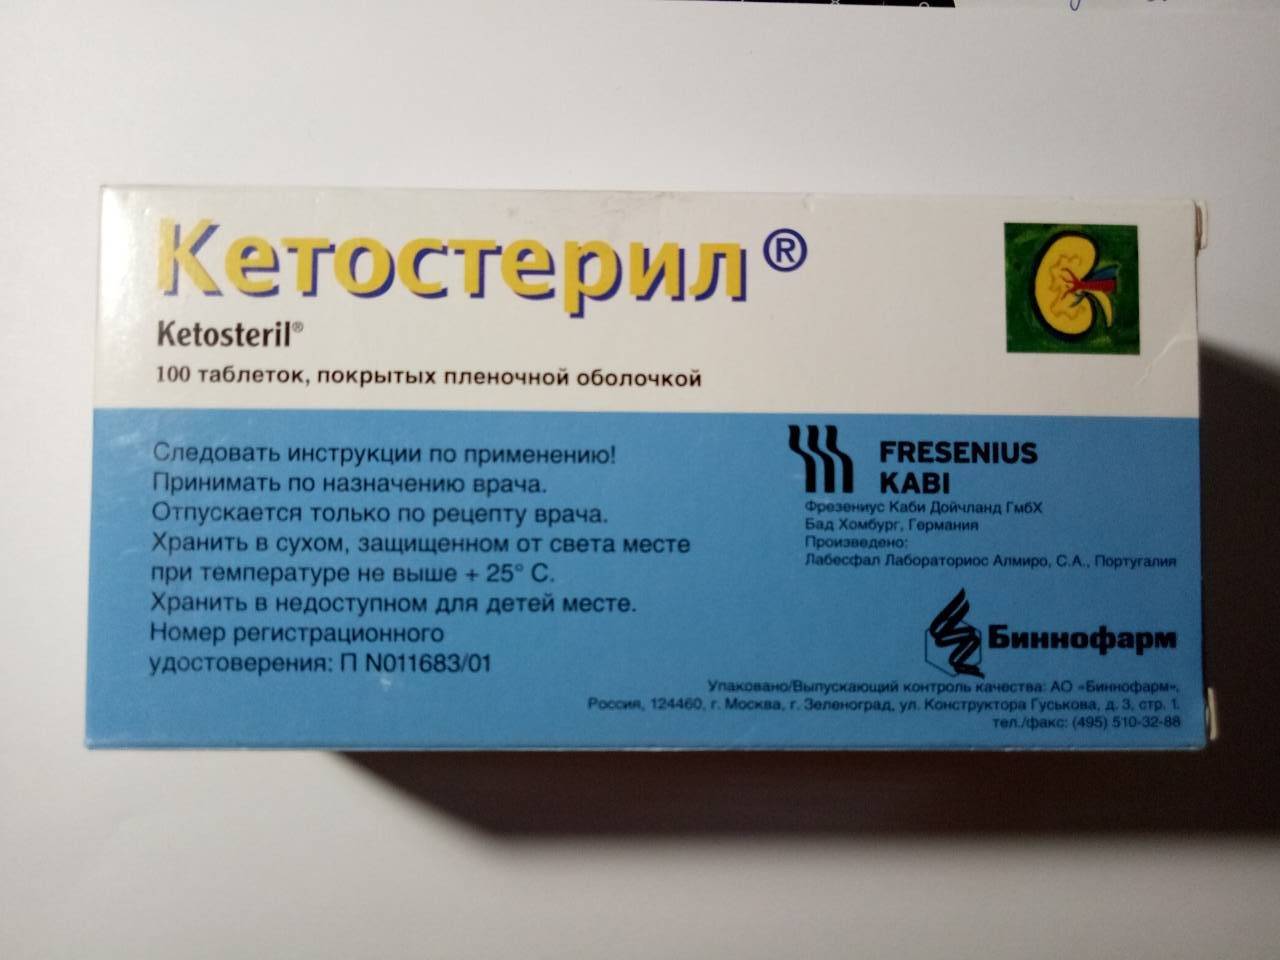 Кетостерил®
Ketosteril®
100 таблеток, покрытых пленочной оболочкой
Следовать инструкции по применению!
Принимать по назначению врача.
Отпускается только по рецепту врача.
Хранить в сухом, защищенном от света месте
при температуре не выше + 25° С.
Хранить в недоступном для детей месте.
Номер регистрационного
удостоверения: П N011683/01
FRESENIUS
KABI
Фрезениус Каби Дойчланд ГмбХ
Бад Хомбург, Германия
Произведено:
Лабесфал Лабораториос Алмиро, С.А., Португалия
Биннофарм
Упаковано/Выпускающий контроль качества: АО «Биннофарм»,
Россия, 124460, г. Москва, г. Зеленоград, ул. Конструктора Гуськова, д. 3, стр. 1.
тел./факс: (495) 510-32-88